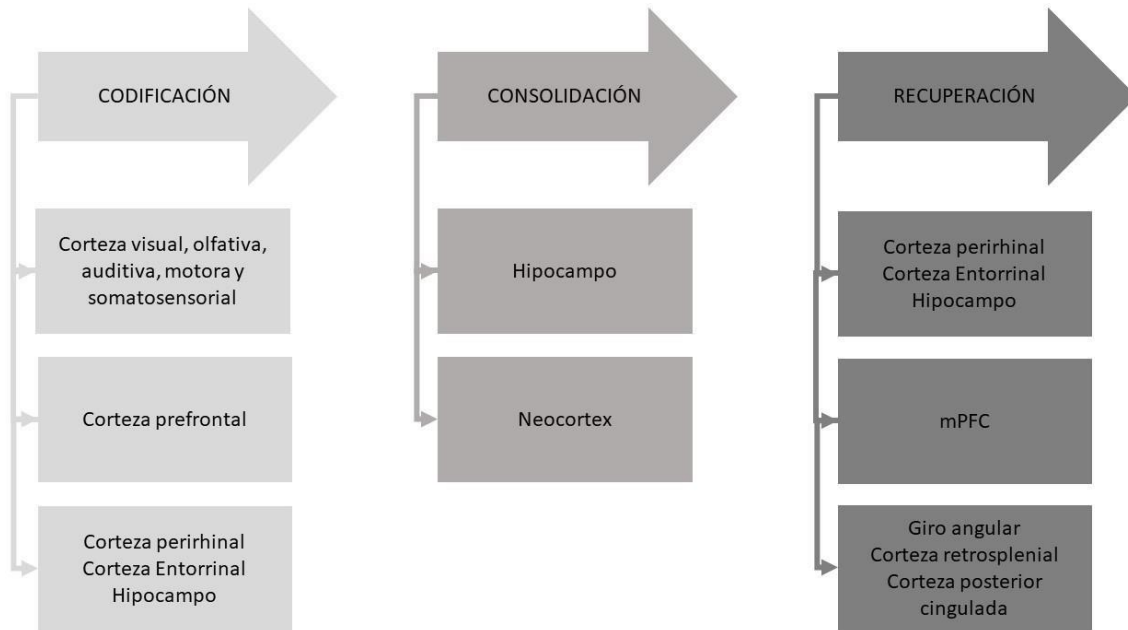 CODIFICACIÓN
Corteza visual, olfativa,
auditiva, motora y
somatosensorial
Corteza prefrontal
Corteza perirhinal
Corteza Entorrinal
Hipocampo
CONSOLIDACIÓN
Hipocampo
Neocortex
RECUPERACIÓN
Corteza perirhinal
Corteza Entorrinal
Hipocampo
mPFC
Giro angular
Corteza retrosplenial
Corteza posterior
cingulada